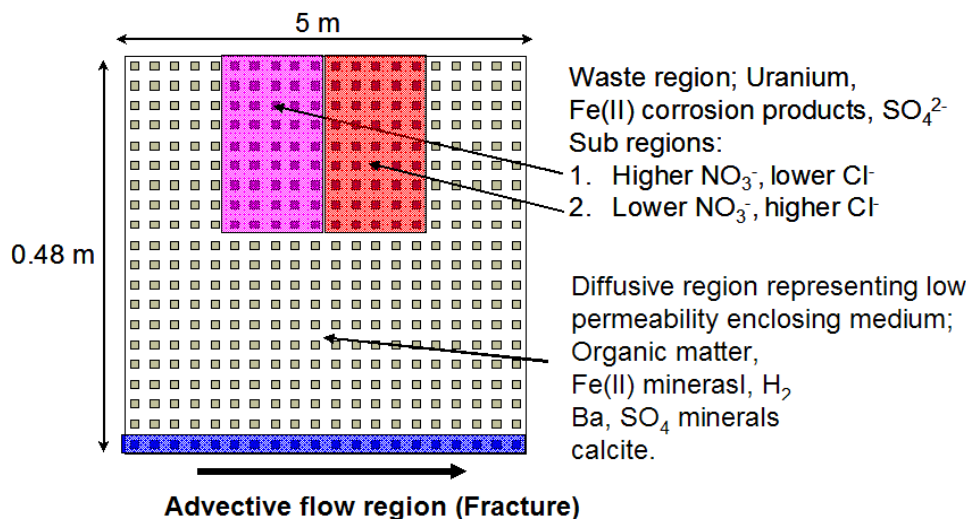 5 m
0.48 m
Waste region; Uranium,
Fe(II) corrosion products, SO₄²⁻
Sub regions:
1. Higher NO₃⁻, lower Cl⁻
2. Lower NO₃⁻, higher Cl⁻
Diffusive region representing low
permeability enclosing medium;
Organic matter,
Fe(II) minerasl, H₂
Ba, SO₄ minerals
calcite.
Advective flow region (Fracture)